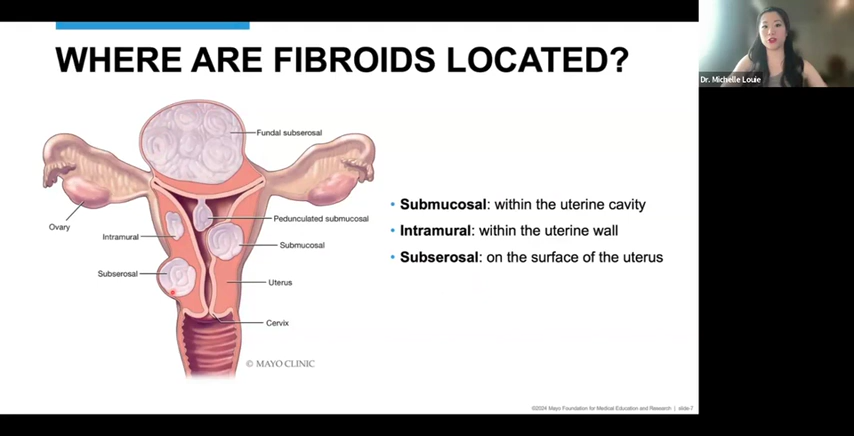 WHERE ARE FIBROIDS LOCATED?
Dr. Michelle Louie
Fundal subserosal
Ovary
Intramural
Pedunculated submucosal
Submucosal
Subserosal
Uterus
Cervix
© MAYO CLINIC
• Submucosal: within the uterine cavity
• Intramural: within the uterine wall
• Subserosal: on the surface of the uterus
©2024 Mayo Foundation for Medical Education and Research | slide-7